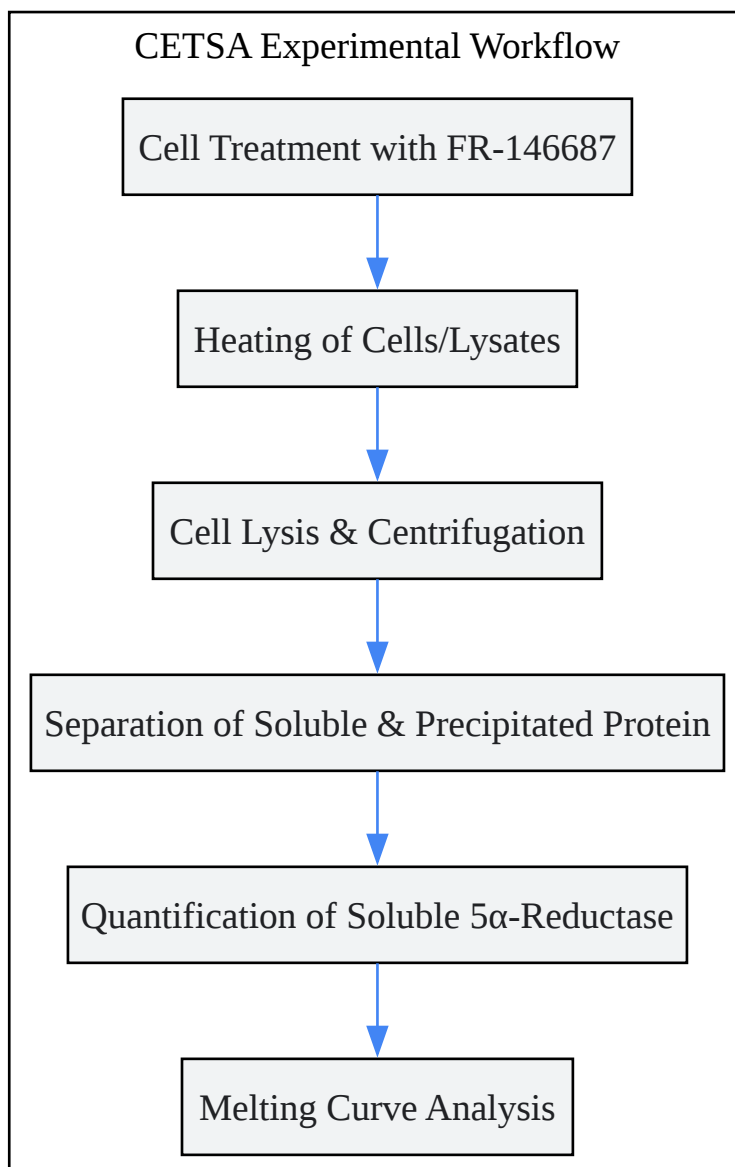 CETSA Experimental Workflow
Cell Treatment with FR-146687
Heating of Cells/Lysates
Cell Lysis & Centrifugation
Separation of Soluble & Precipitated Protein
Quantification of Soluble 5α-Reductase
Melting Curve Analysis